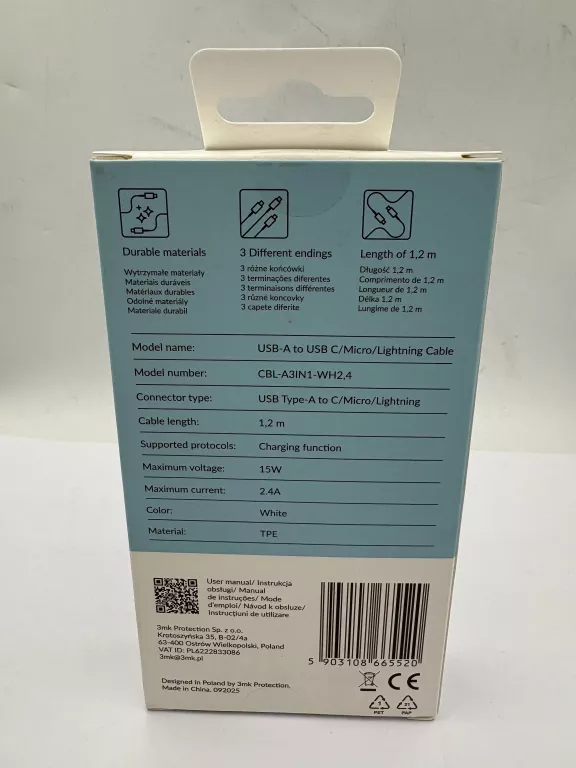 Durable materials
Wytrzymałe materiały
Materiais duráveis
Matériaux durables
Odolné materiály
Materiale durabil
3 Different endings
3 różne końcówki
3 terminações diferentes
3 terminaisons différentes
3 různé koncovky
3 capete diferite
Length of 1,2 m
Długość 1,2 m
Comprimento de 1,2 m
Longueur de 1,2 m
Délka 1,2 m
Lungime de 1,2 m
Model name: USB-A to USB C/Micro/Lightning Cable
Model number: CBL-A3IN1-WH2,4
Connector type: USB Type-A to C/Micro/Lightning
Cable length: 1,2 m
Supported protocols: Charging function
Maximum voltage: 15W
Maximum current: 2.4A
Color: White
Material: TPE
User manual/ Instrukcja
obsługi/ Manual
de instruções/ Mode
d'emploi/ Návod k obsluze/
Instrucțiuni de utilizare
3mk Protection Sp. z o.o.
Krotoszyńska 35, B-02/4a
63-400 Ostrów Wielkopolski, Poland
VAT ID: PL6222833086
3mk@3mk.pl
Designed in Poland by 3mk Protection.
Made in China, 092025
5 903108 665520
CE
1
PET
21
PAP